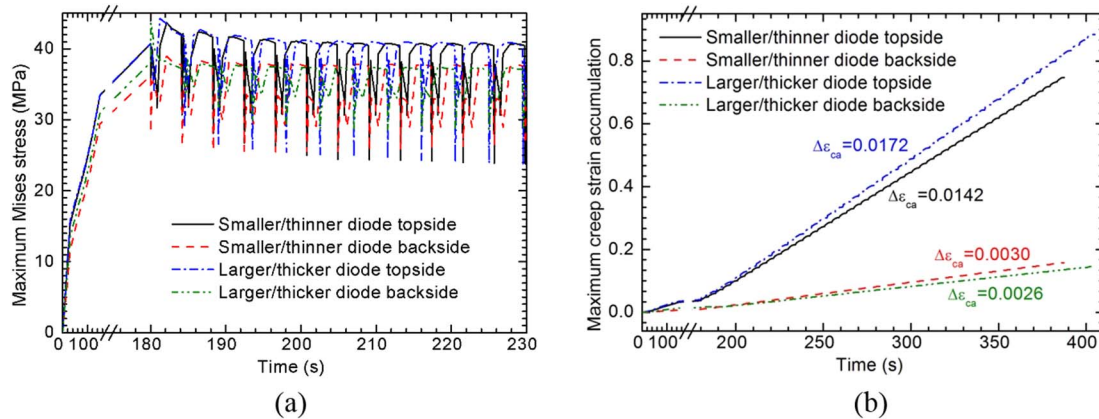 (a)
Maximum Mises stress (MPa)
40
30
20
10
0
Smaller/thinner diode topside
Smaller/thinner diode backside
Larger/thicker diode topside
Larger/thicker diode backside
0 100 180 190 200 210 220 230
Time (s)
(a)
(b)
Maximum creep strain accumulation
0.8
0.6
0.4
0.2
0.0
Smaller/thinner diode topside
Smaller/thinner diode backside
Larger/thicker diode topside
Larger/thicker diode backside
Δε_ca=0.0172
Δε_ca=0.0142
Δε_ca=0.0030
Δε_ca=0.0026
0 100 200 250 300 350 400
Time (s)
(b)